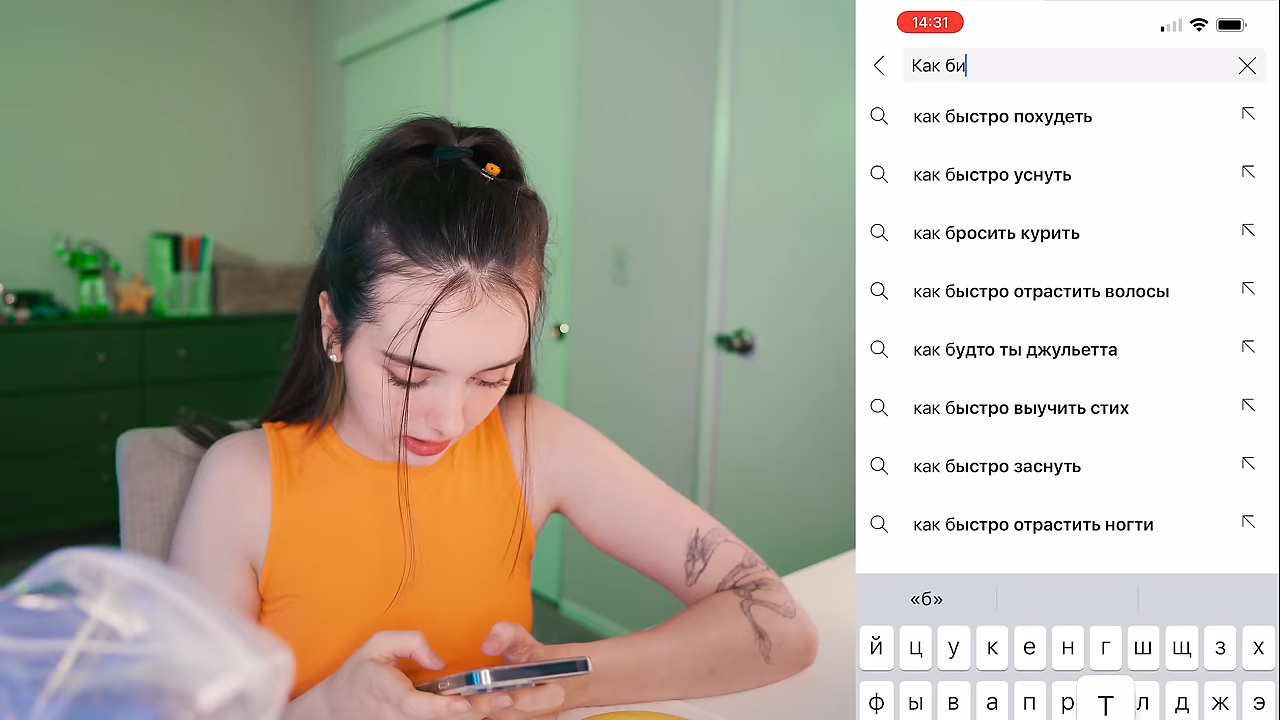 14:31
Как би
как быстро похудеть
как быстро уснуть
как бросить курить
как быстро отрастить волосы
как будто ты джульетта
как быстро выучить стих
как быстро заснуть
как быстро отрастить ногти
«б»
й ц у к е н г ш щ з х
ф ы в а п р т л д ж э